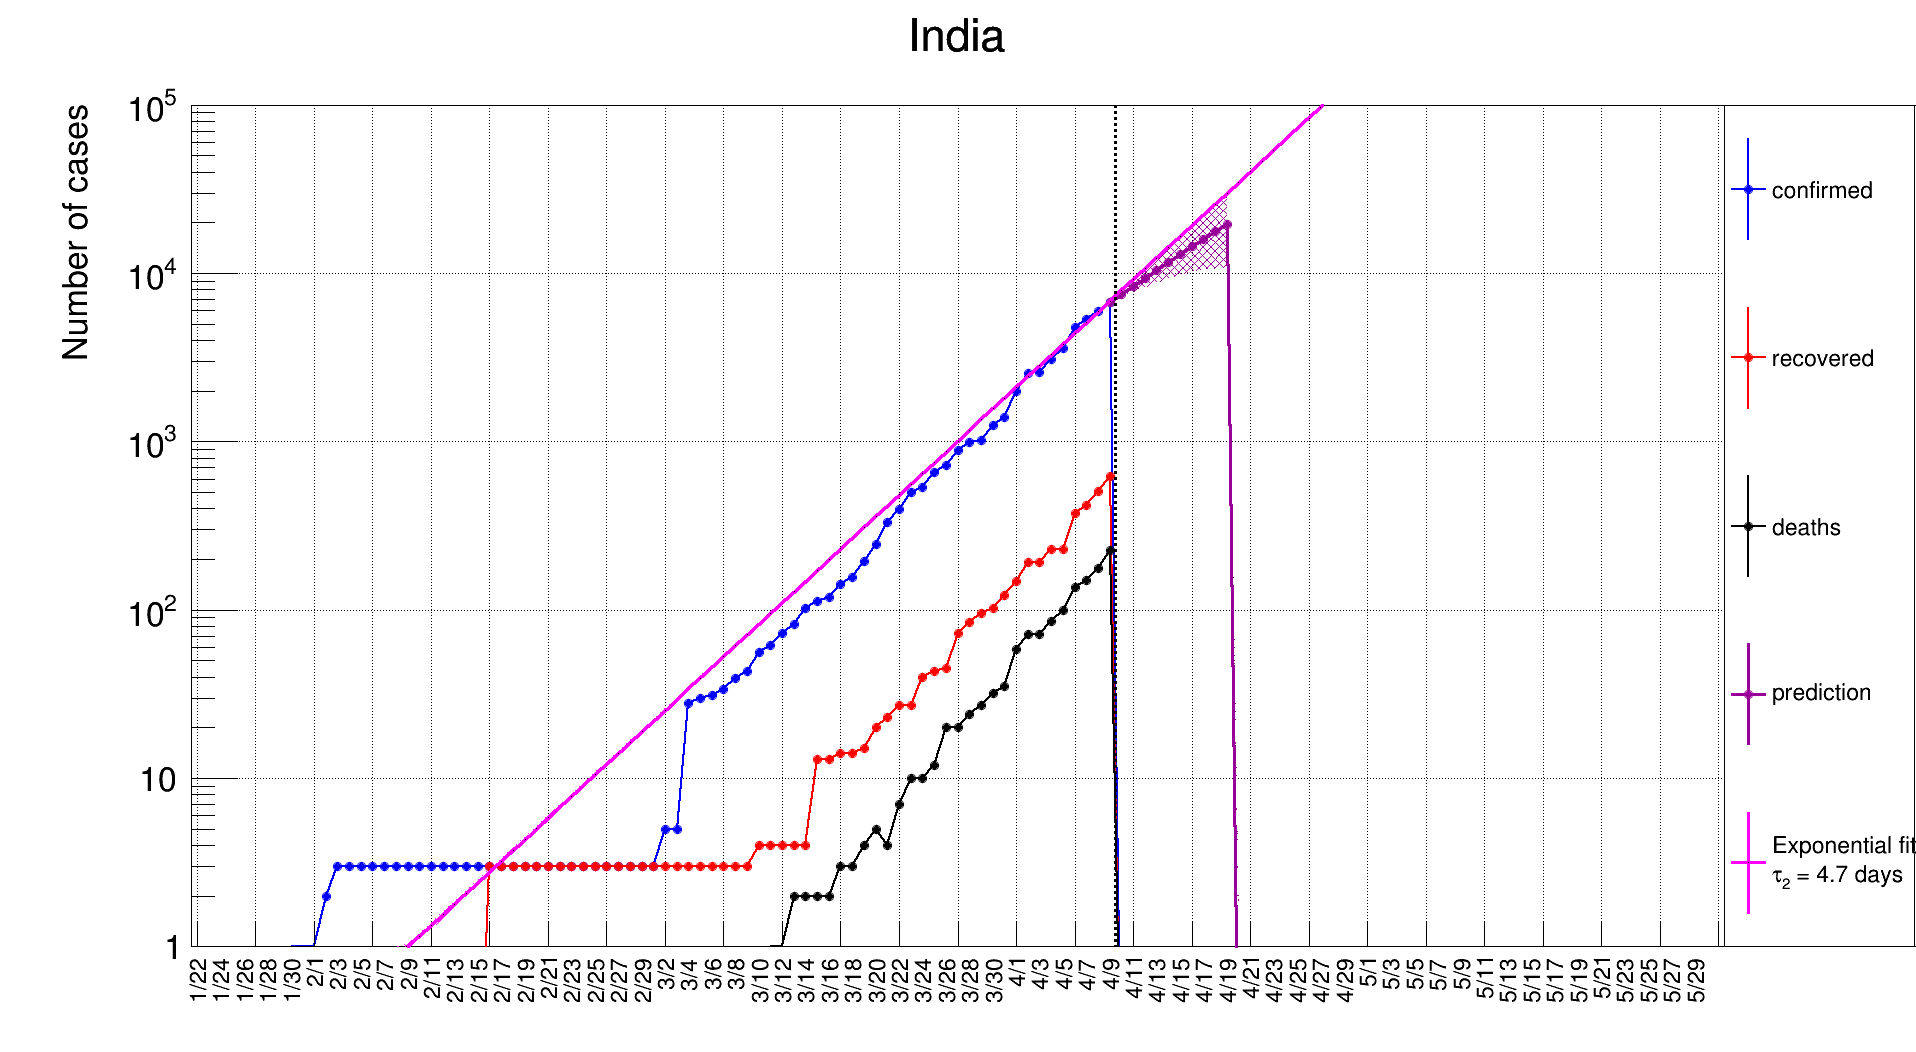 India
Number of cases
10^5
10^4
10^3
10^2
10
1
1/22 1/24 1/26 1/28 1/30 2/1 2/3 2/5 2/7 2/9 2/11 2/13 2/15 2/17 2/19 2/21 2/23 2/25 2/27 2/29 3/2 3/4 3/6 3/8 3/10 3/12 3/14 3/16 3/18 3/20 3/22 3/24 3/26 3/28 3/30 4/1 4/3 4/5 4/7 4/9 4/11 4/13 4/15 4/17 4/19 4/21 4/23 4/25 4/27 4/29 5/1 5/3 5/5 5/7 5/9 5/11 5/13 5/15 5/17 5/19 5/21 5/23 5/25 5/27 5/29
confirmed
recovered
deaths
prediction
Exponential fit
τ₂ = 4.7 days